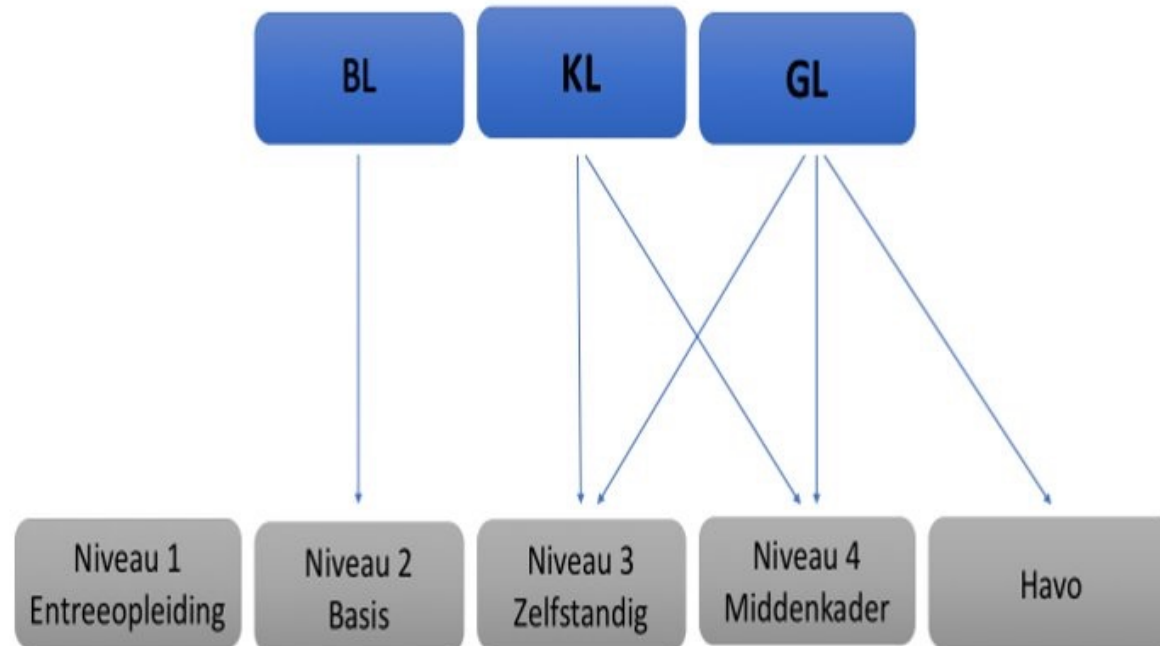 BL
KL
GL
Niveau 1
Entreeopleiding
Niveau 2
Basis
Niveau 3
Zelfstandig
Niveau 4
Middenkader
Havo